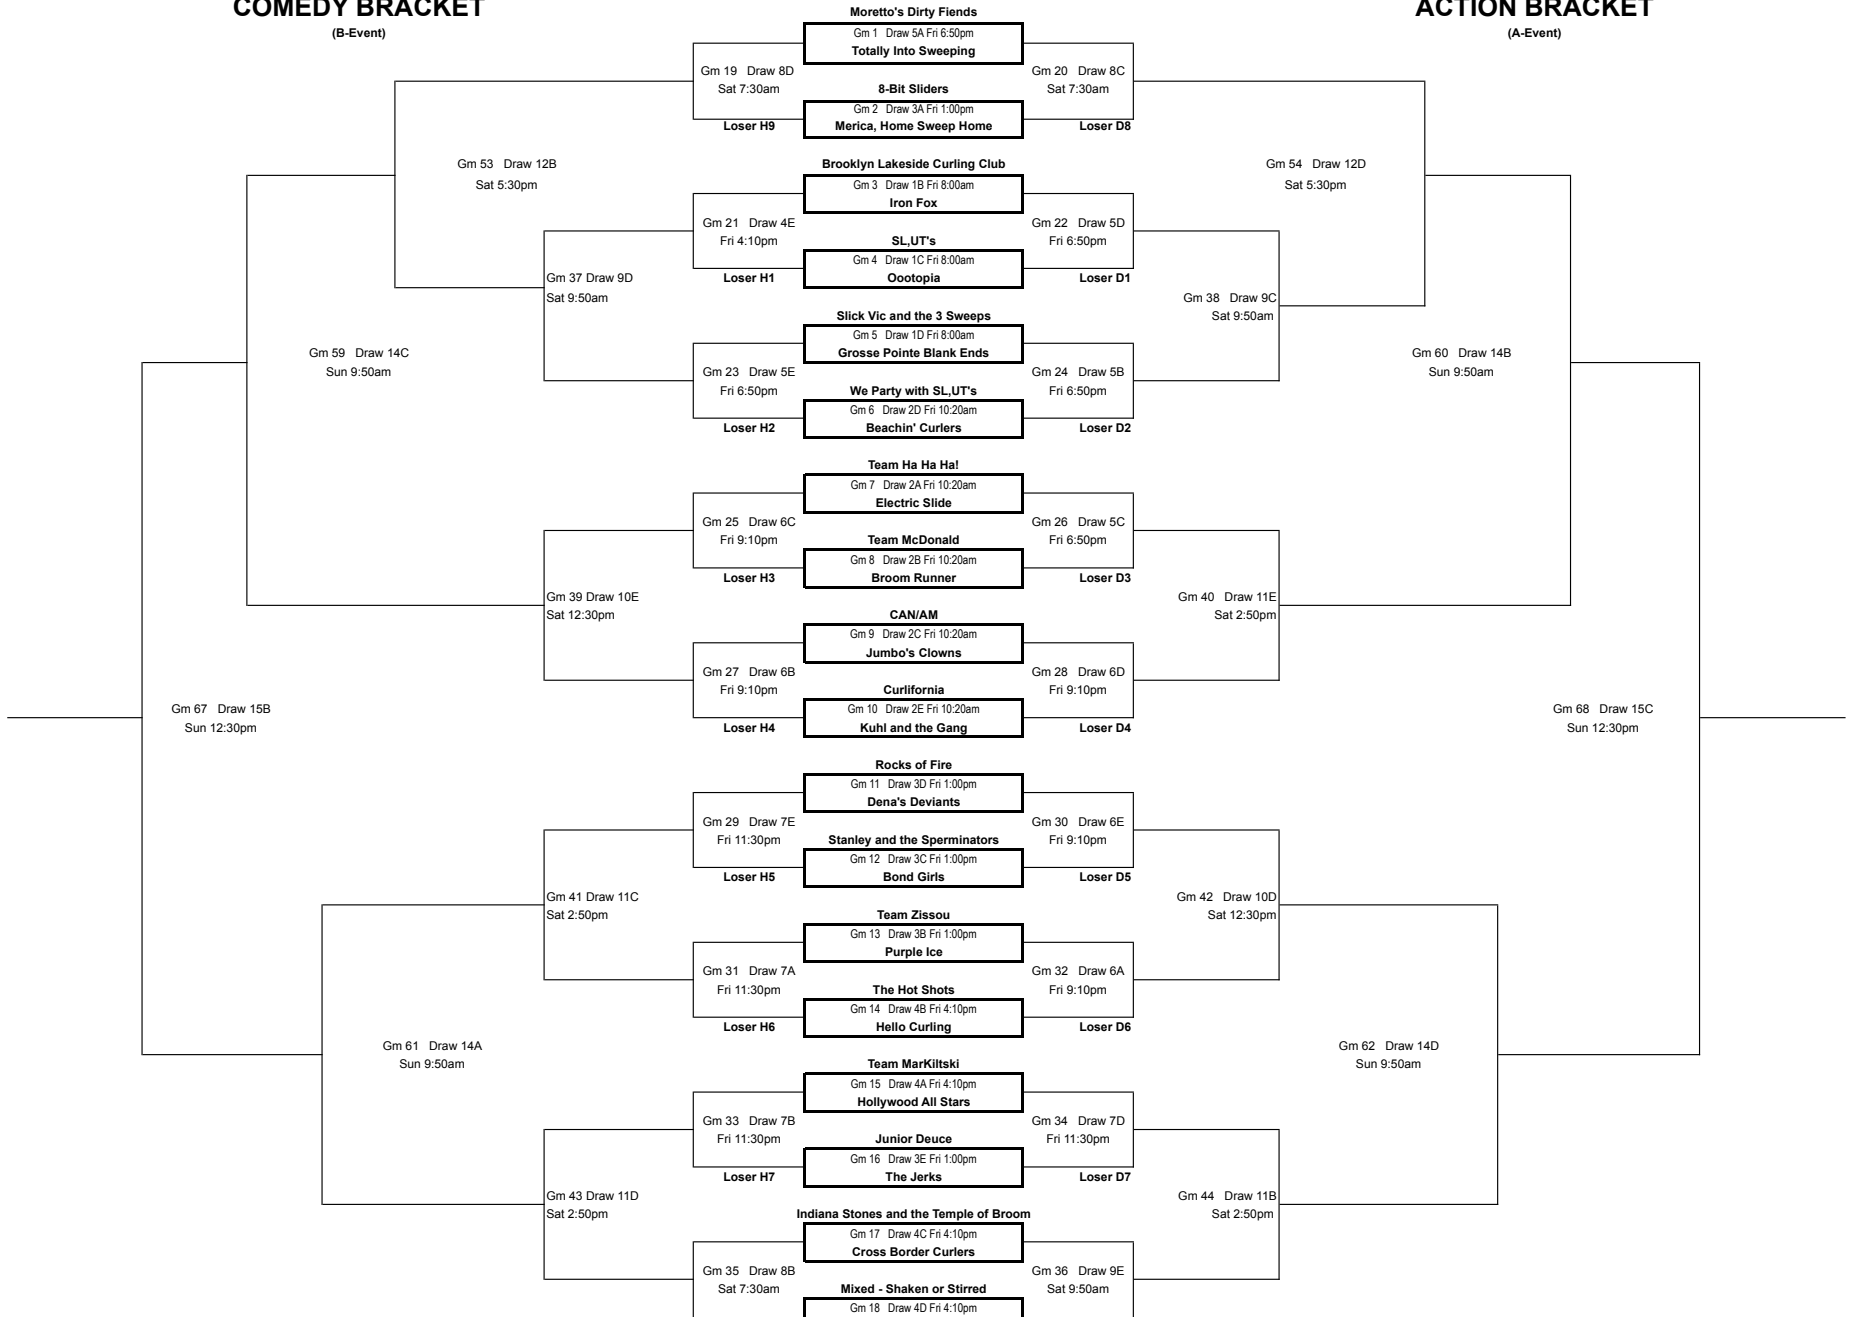 COMEDY BRACKET
(B-Event)
ACTION BRACKET
(A-Event)
Moretto's Dirty Fiends
Gm 1 Draw 5A Fri 6:50pm
Totally Into Sweeping
Gm 19 Draw 8D
Sat 7:30am
Gm 20 Draw 8C
Sat 7:30am
8-Bit Sliders
Gm 2 Draw 3A Fri 1:00pm
Merica, Home Sweep Home
Loser H9
Loser D8
Gm 53 Draw 12B
Sat 5:30pm
Gm 54 Draw 12D
Sat 5:30pm
Brooklyn Lakeside Curling Club
Gm 3 Draw 1B Fri 8:00am
Iron Fox
Gm 21 Draw 4E
Fri 4:10pm
Gm 22 Draw 5D
Fri 6:50pm
SL,UT's
Gm 4 Draw 1C Fri 8:00am
Oootopia
Loser H1
Loser D1
Gm 37 Draw 9D
Sat 9:50am
Gm 38 Draw 9C
Sat 9:50am
Slick Vic and the 3 Sweeps
Gm 5 Draw 1D Fri 8:00am
Grosse Pointe Blank Ends
Gm 59 Draw 14C
Sun 9:50am
Gm 60 Draw 14B
Sun 9:50am
Gm 23 Draw 5E
Fri 6:50pm
Gm 24 Draw 5B
Fri 6:50pm
We Party with SL,UT's
Gm 6 Draw 2D Fri 10:20am
Beachin' Curlers
Loser H2
Loser D2
Team Ha Ha Ha!
Gm 7 Draw 2A Fri 10:20am
Electric Slide
Gm 25 Draw 6C
Fri 9:10pm
Gm 26 Draw 5C
Fri 6:50pm
Team McDonald
Gm 8 Draw 2B Fri 10:20am
Broom Runner
Loser H3
Loser D3
Gm 39 Draw 10E
Sat 12:30pm
Gm 40 Draw 11E
Sat 2:50pm
CAN/AM
Gm 9 Draw 2C Fri 10:20am
Jumbo's Clowns
Gm 27 Draw 6B
Fri 9:10pm
Gm 28 Draw 6D
Fri 9:10pm
Curlifornia
Gm 10 Draw 2E Fri 10:20am
Kuhl and the Gang
Loser H4
Loser D4
Gm 67 Draw 15B
Sun 12:30pm
Gm 68 Draw 15C
Sun 12:30pm
Rocks of Fire
Gm 11 Draw 3D Fri 1:00pm
Dena's Deviants
Gm 29 Draw 7E
Fri 11:30pm
Gm 30 Draw 6E
Fri 9:10pm
Stanley and the Sperminators
Gm 12 Draw 3C Fri 1:00pm
Bond Girls
Loser H5
Loser D5
Gm 41 Draw 11C
Sat 2:50pm
Gm 42 Draw 10D
Sat 12:30pm
Team Zissou
Gm 13 Draw 3B Fri 1:00pm
Purple Ice
Gm 31 Draw 7A
Fri 11:30pm
Gm 32 Draw 6A
Fri 9:10pm
The Hot Shots
Gm 14 Draw 4B Fri 4:10pm
Hello Curling
Loser H6
Loser D6
Gm 61 Draw 14A
Sun 9:50am
Gm 62 Draw 14D
Sun 9:50am
Team MarKiltski
Gm 15 Draw 4A Fri 4:10pm
Hollywood All Stars
Gm 33 Draw 7B
Fri 11:30pm
Gm 34 Draw 7D
Fri 11:30pm
Junior Deuce
Gm 16 Draw 3E Fri 1:00pm
The Jerks
Loser H7
Loser D7
Gm 43 Draw 11D
Sat 2:50pm
Gm 44 Draw 11B
Sat 2:50pm
Indiana Stones and the Temple of Broom
Gm 17 Draw 4C Fri 4:10pm
Cross Border Curlers
Gm 35 Draw 8B
Sat 7:30am
Gm 36 Draw 9E
Sat 9:50am
Mixed - Shaken or Stirred
Gm 18 Draw 4D Fri 4:10pm